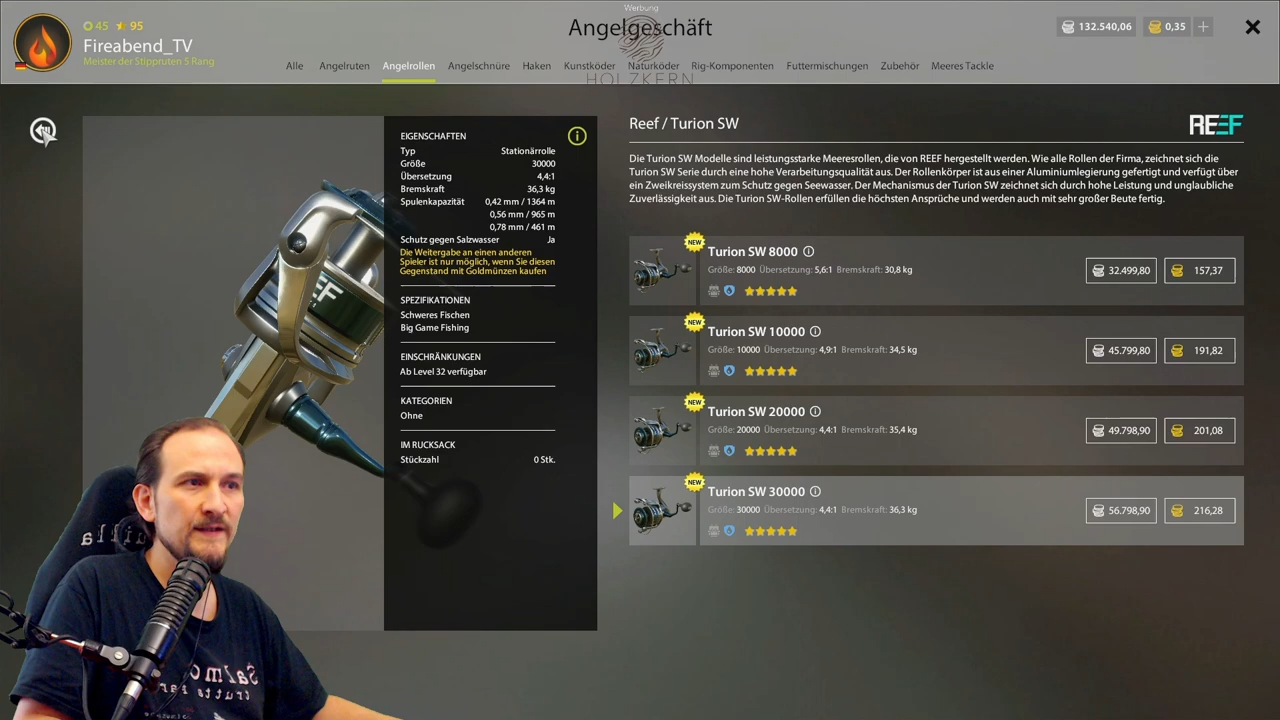 Werbung
45 95
Fireabend_TV
Meister der Stippruten 5 Rang
Angelgeschäft
HOLZKERN
132.540,06 0,35 +
Alle Angelruten Angelrollen Angelschnüre Haken Kunstköder Naturköder Rig-Komponenten Futtermischungen Zubehör Meeres Tackle
EIGENSCHAFTEN
Typ Stationärrolle
Größe 30000
Übersetzung 4,4:1
Bremskraft 36,3 kg
Spulenkapazität 0,42 mm / 1364 m
0,56 mm / 965 m
0,78 mm / 461 m
Schutz gegen Salzwasser Ja
Die Weitergabe an einen anderen
Spieler ist nur möglich, wenn Sie diesen
Gegenstand mit Goldmünzen kaufen
SPEZIFIKATIONEN
Schweres Fischen
Big Game Fishing
EINSCHRÄNKUNGEN
Ab Level 32 verfügbar
KATEGORIEN
Ohne
IM RUCKSACK
Stückzahl 0 Stk.
Reef / Turion SW
REEF
Die Turion SW Modelle sind leistungsstarke Meeresrollen, die von REEF hergestellt werden. Wie alle Rollen der Firma, zeichnet sich die
Turion SW Serie durch eine hohe Verarbeitungsqualität aus. Der Rollenkörper ist aus einer Aluminiumlegierung gefertigt und verfügt über
ein Zweikreissystem zum Schutz gegen Seewasser. Der Mechanismus der Turion SW zeichnet sich durch hohe Leistung und unglaubliche
Zuverlässigkeit aus. Die Turion SW-Rollen erfüllen die höchsten Ansprüche und werden auch mit sehr großer Beute fertig.
NEW
Turion SW 8000
Größe: 8000 Übersetzung: 5,6:1 Bremskraft: 30,8 kg
32.499,80 157,37
NEW
Turion SW 10000
Größe: 10000 Übersetzung: 4,9:1 Bremskraft: 34,5 kg
45.799,80 191,82
NEW
Turion SW 20000
Größe: 20000 Übersetzung: 4,4:1 Bremskraft: 35,4 kg
49.798,90 201,08
NEW
Turion SW 30000
Größe: 30000 Übersetzung: 4,4:1 Bremskraft: 36,3 kg
56.798,90 216,28